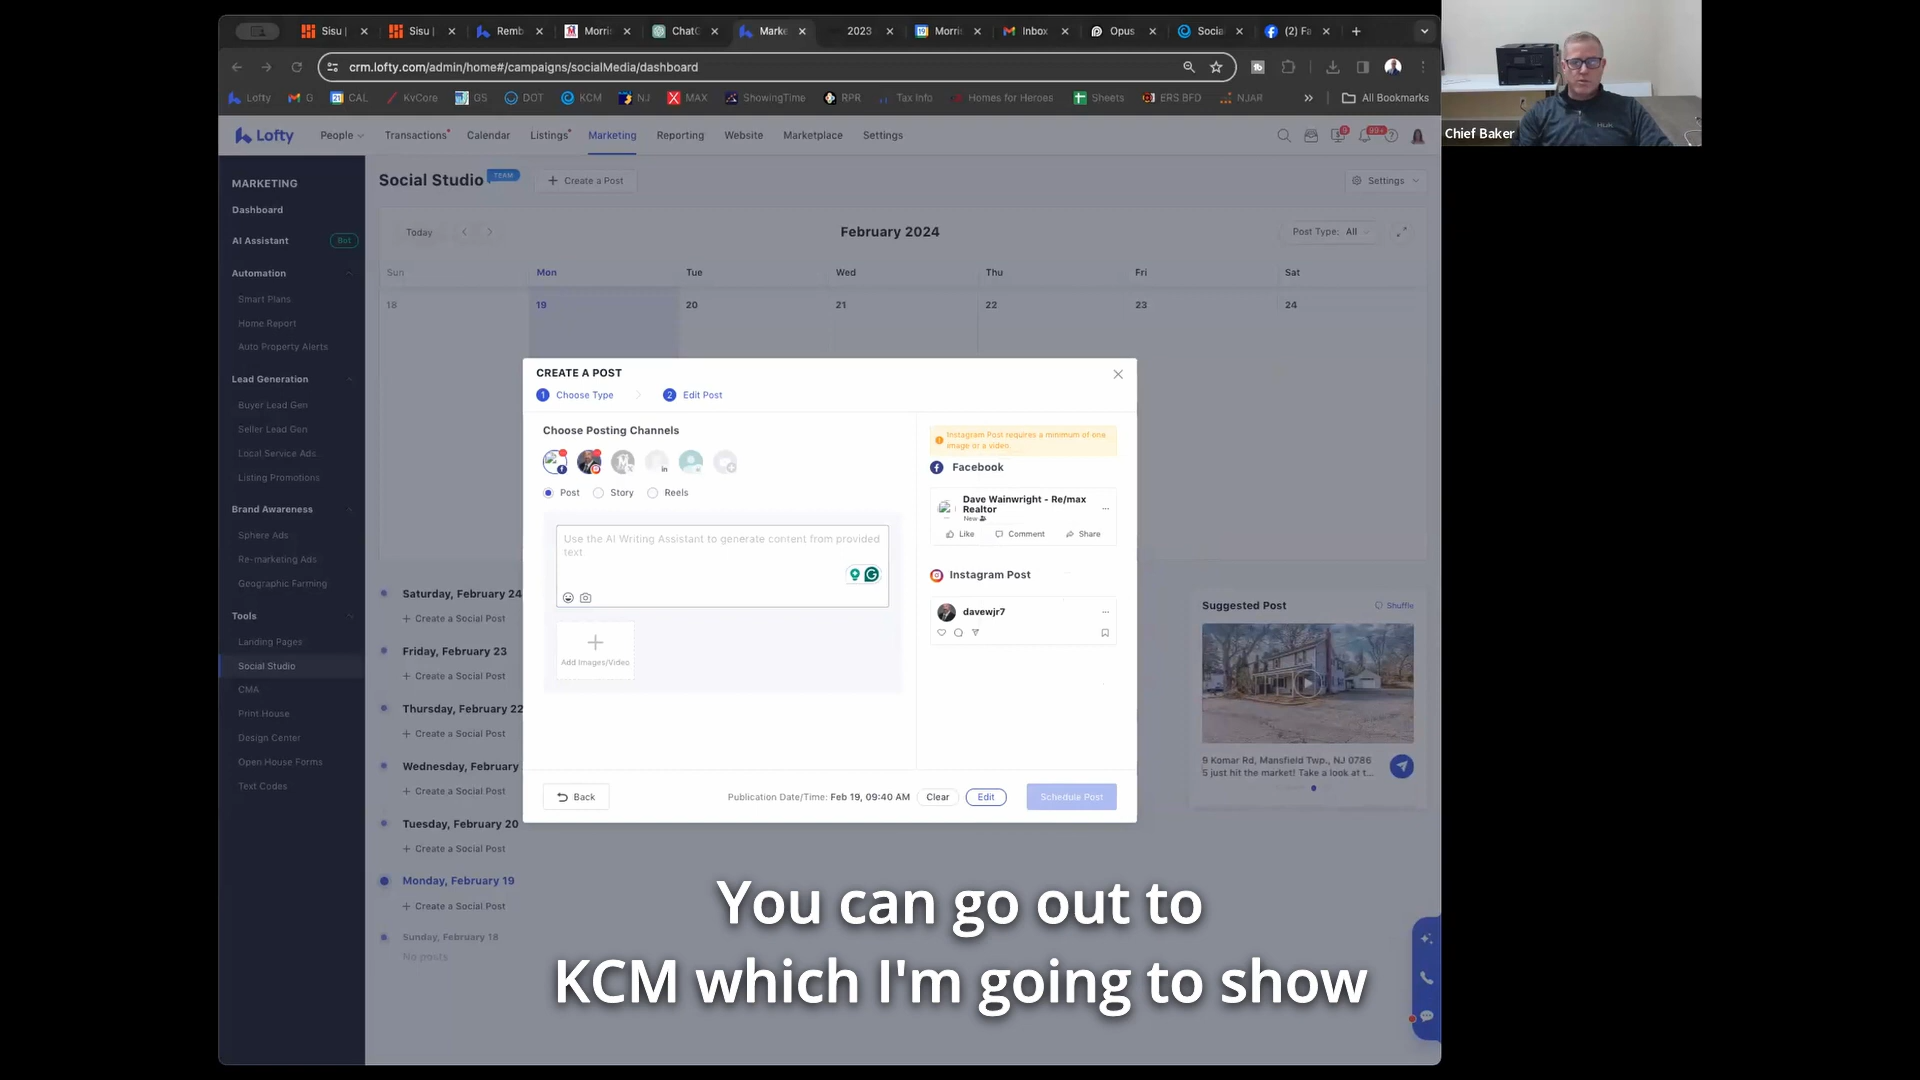 Sisu |
Sisu |
Remb
Morri
ChatG
Marke
2023
Morri
Inbox
Opus
Socia
(2) Fa
crm.lofty.com/admin/home#/campaigns/socialMedia/dashboard
Lofty
G
CAL
KvCore
GS
DOT
KCM
NJ
MAX
ShowingTime
RPR
Tax Info
Homes for Heroes
Sheets
ERS BFO
NJAR
All Bookmarks
Chief Baker
Lofty
People
Transactions
Calendar
Listings
Marketing
Reporting
Website
Marketplace
Settings
99+
MARKETING
Dashboard
AI Assistant
Bot
Automation
Smart Plans
Home Report
Auto Property Alerts
Lead Generation
Buyer Lead Gen
Seller Lead Gen
Local Service Ads
Listing Promotions
Brand Awareness
Sphere Ads
Re-marketing Ads
Geographic Farming
Tools
Landing Pages
Social Studio
CMA
Print House
Design Center
Open House Forms
Text Codes
Social Studio
TEAM
+ Create a Post
Settings
Today
February 2024
Post Type: All
Sun
Mon
Tue
Wed
Thu
Fri
Sat
18
19
20
21
22
23
24
CREATE A POST
1 Choose Type
2 Edit Post
Choose Posting Channels
Post
Story
Reels
Use the AI Writing Assistant to generate content from provided
text
Add Images/Video
Instagram Post requires a minimum of one
image or a video.
Facebook
Dave Wainwright - Re/max
Realtor
New
Like
Comment
Share
Instagram Post
davewjr7
Back
Publication Date/Time: Feb 19, 09:40 AM
Clear
Edit
Schedule Post
Saturday, February 24
+ Create a Social Post
Friday, February 23
+ Create a Social Post
Thursday, February 22
+ Create a Social Post
Wednesday, February
+ Create a Social Post
Tuesday, February 20
+ Create a Social Post
Monday, February 19
+ Create a Social Post
Sunday, February 18
No posts
Suggested Post
Shuffle
9 Komar Rd, Mansfield Twp., NJ 0786
5 just hit the market! Take a look at t...
You can go out to
KCM which I'm going to show